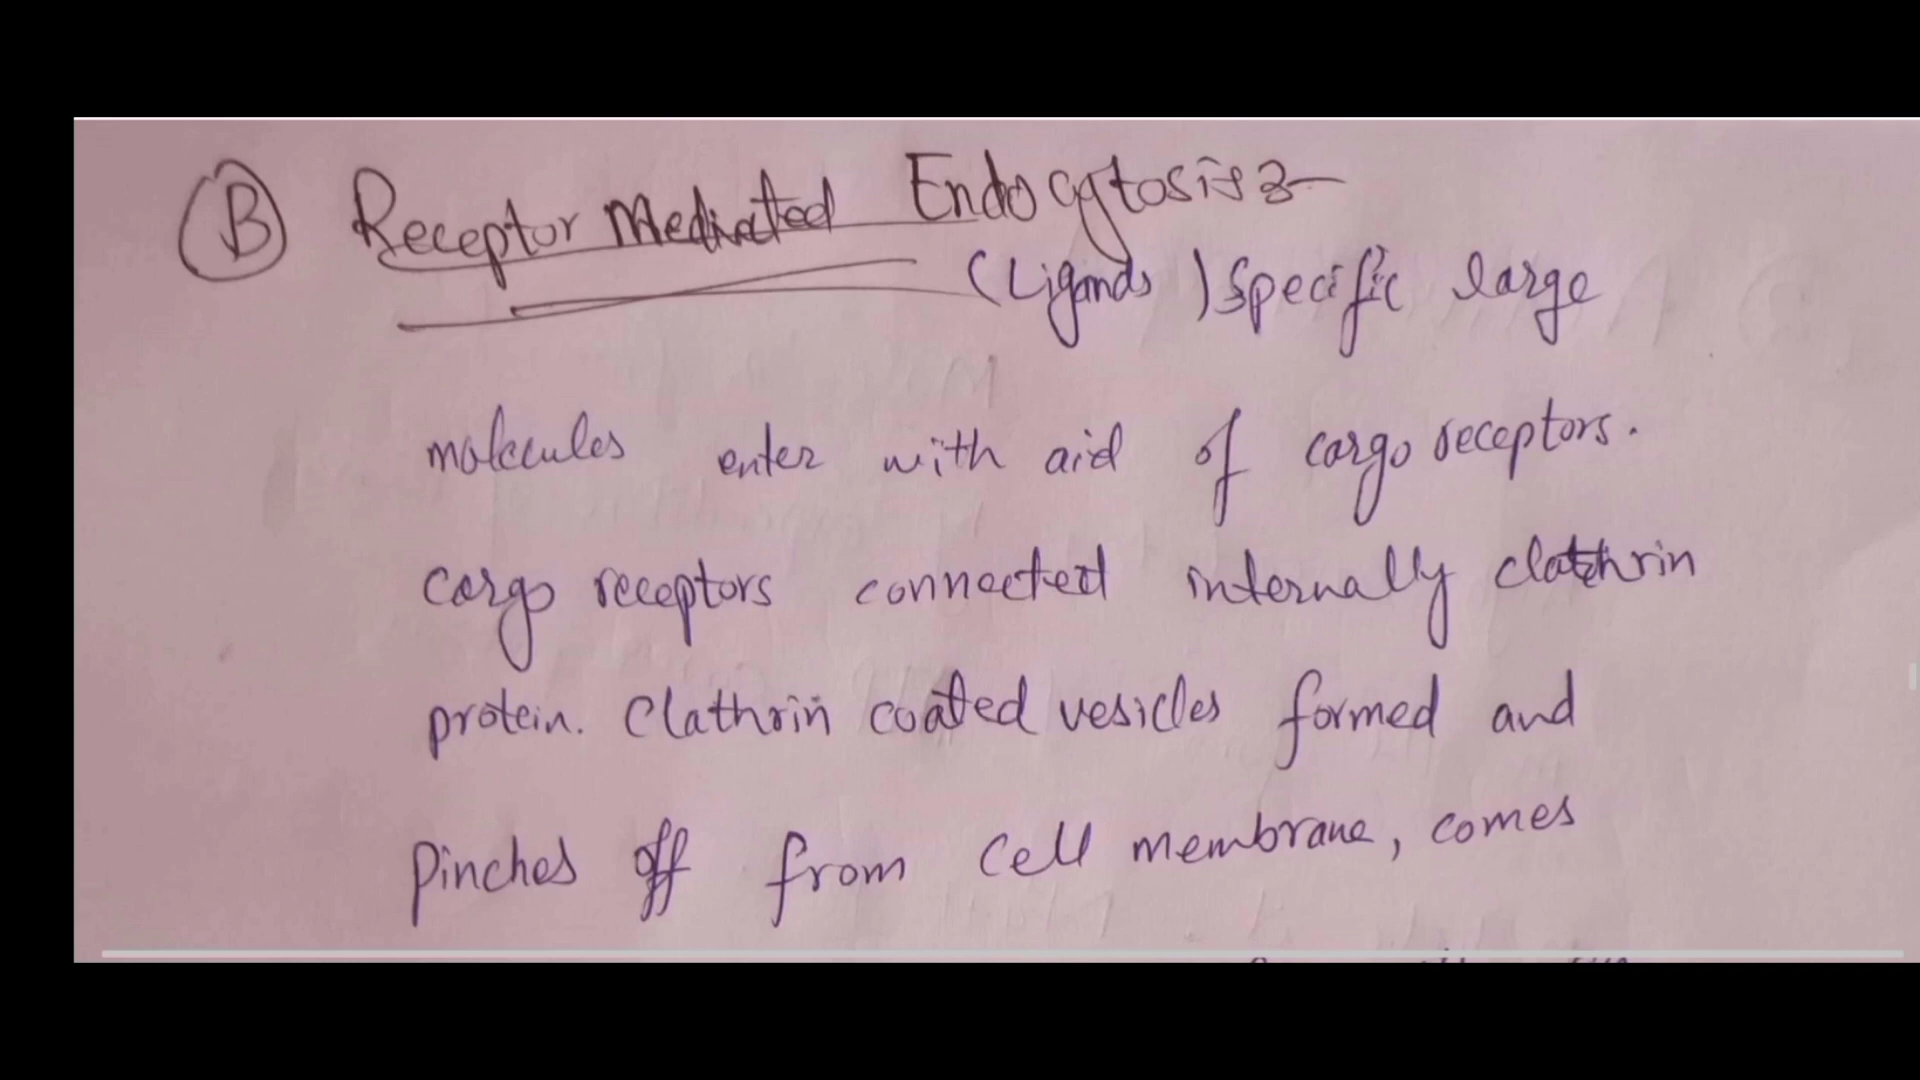 B Receptor Mediated Endocytosis:-
(Ligands) Specific large
molecules enter with aid of cargo receptors.
cargo receptors connected internally clathrin
protein. Clathrin coated vesicles formed and
Pinches off from cell membrane, comes